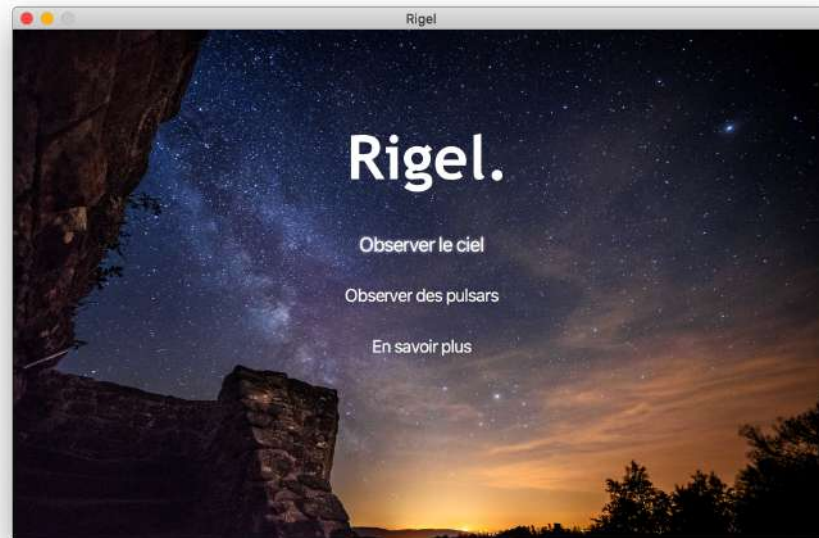 Rigel
Rigel.
Observer le ciel
Observer des pulsars
En savoir plus